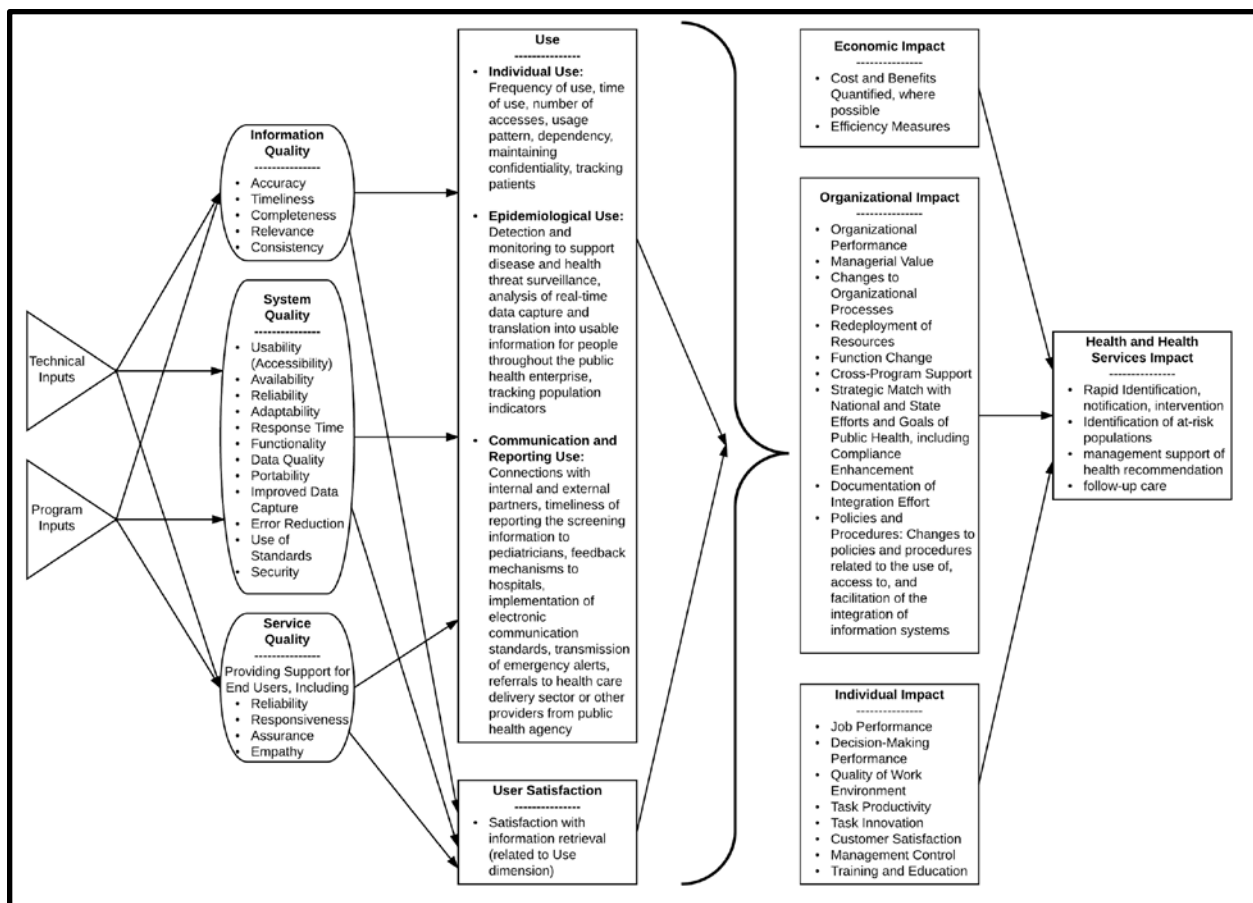 Technical
Inputs
Program
Inputs
Information
Quality
---------------
• Accuracy
• Timeliness
• Completeness
• Relevance
• Consistency
System
Quality
---------------
• Usability
(Accessibility)
• Availability
• Reliability
• Adaptability
• Response Time
• Functionality
• Data Quality
• Portability
• Improved Data
Capture
• Error Reduction
• Use of
Standards
• Security
Service
Quality
---------------
Providing Support for
End Users, Including
• Reliability
• Responsiveness
• Assurance
• Empathy
Use
---------------
• Individual Use:
Frequency of use, time
of use, number of
accesses, usage
pattern, dependency,
maintaining
confidentiality, tracking
patients
• Epidemiological Use:
Detection and
monitoring to support
disease and health
threat surveillance,
analysis of real-time
data capture and
translation into usable
information for people
throughout the public
health enterprise,
tracking population
indicators
• Communication and
Reporting Use:
Connections with
internal and external
partners, timeliness of
reporting the screening
information to
pediatricians, feedback
mechanisms to
hospitals,
implementation of
electronic
communication
standards, transmission
of emergency alerts,
referrals to health care
delivery sector or other
providers from public
health agency
User Satisfaction
---------------
• Satisfaction with
information retrieval
(related to Use
dimension)
Economic Impact
---------------
• Cost and Benefits
Quantified, where
possible
• Efficiency Measures
Organizational Impact
---------------
• Organizational
Performance
• Managerial Value
• Changes to
Organizational
Processes
• Redeployment of
Resources
• Function Change
• Cross-Program Support
• Strategic Match with
National and State
Efforts and Goals of
Public Health, including
Compliance
Enhancement
• Documentation of
Integration Effort
• Policies and
Procedures: Changes to
policies and procedures
related to the use of,
access to, and
facilitation of the
integration of
information systems
Individual Impact
---------------
• Job Performance
• Decision-Making
Performance
• Quality of Work
Environment
• Task Productivity
• Task Innovation
• Customer Satisfaction
• Management Control
• Training and Education
Health and Health
Services Impact
---------------
• Rapid Identification,
notification, intervention
• Identification of at-risk
populations
• management support of
health recommendation
• follow-up care